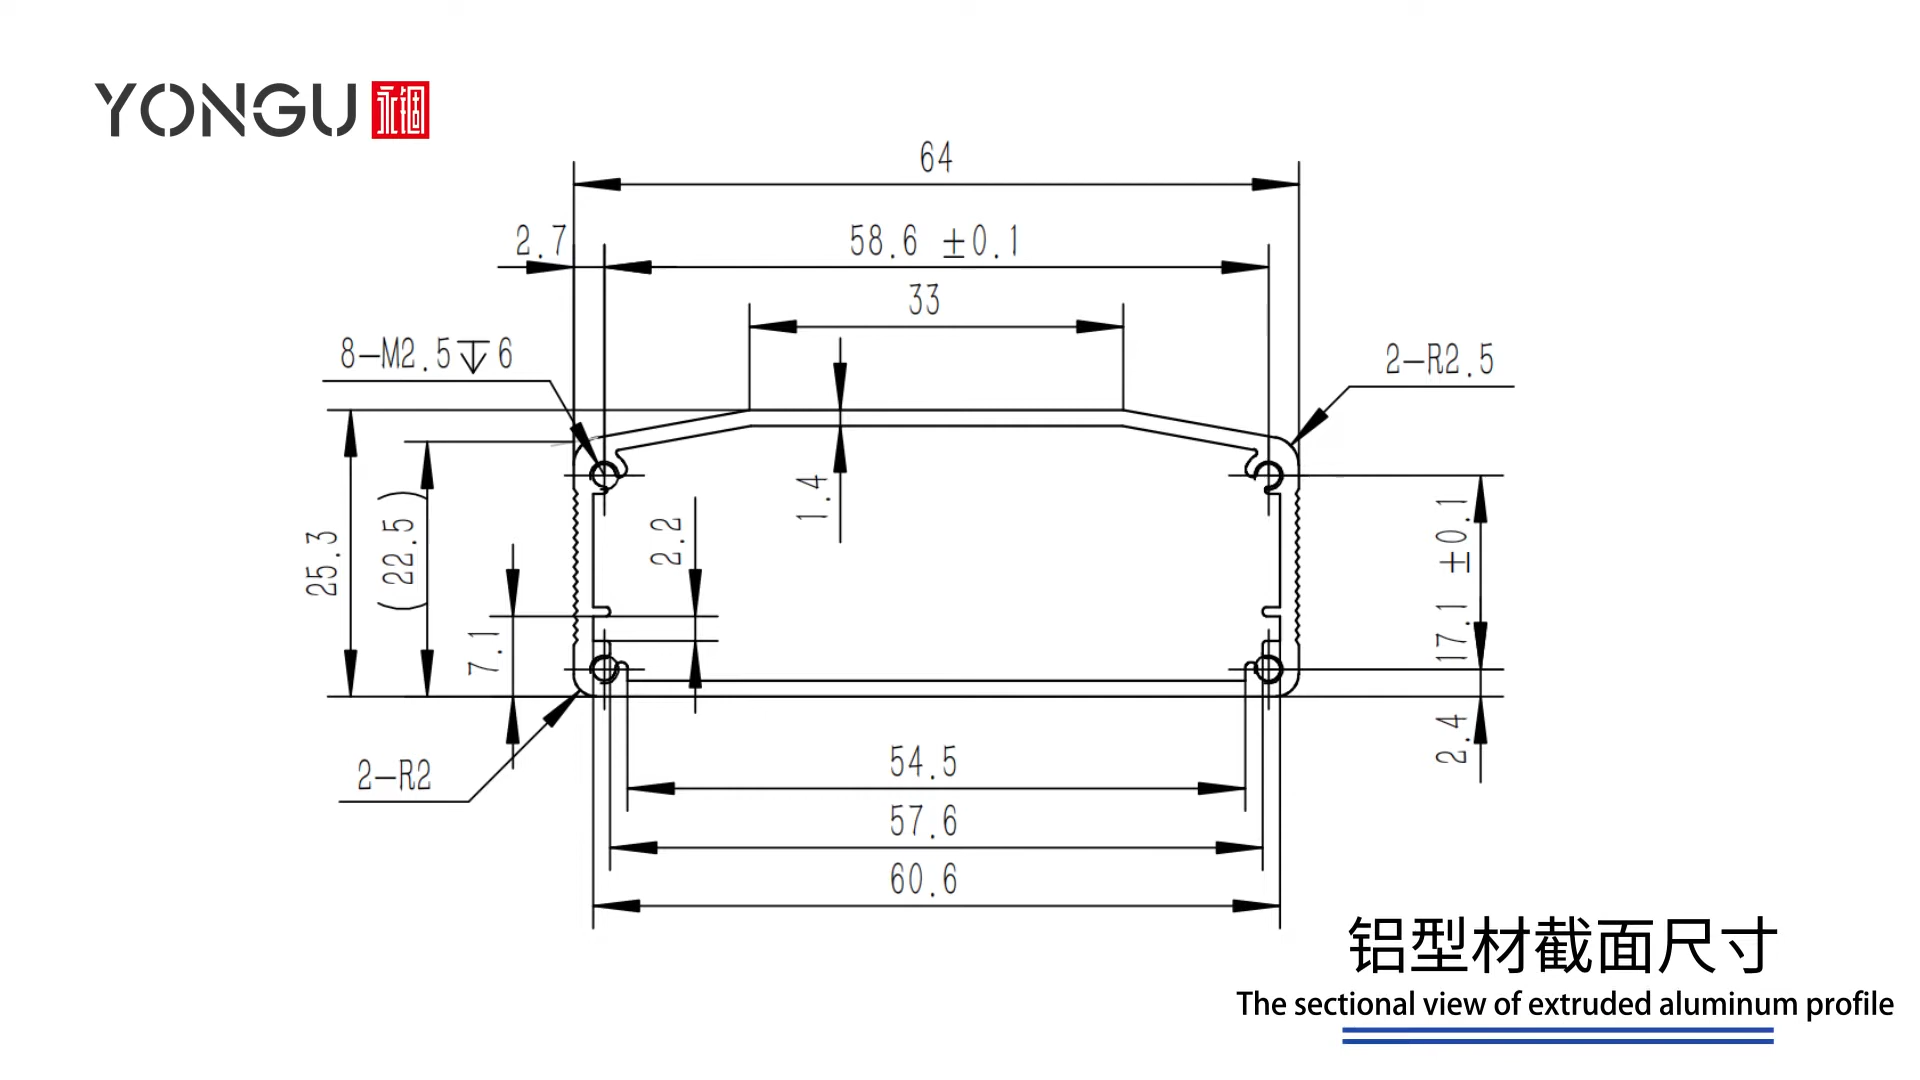 YONGU 永锢
64
2.7
58.6 ±0.1
33
8-M2.5↧6
2-R2.5
1.4
25.3
(22.5)
2.2
7.1
17.1 ±0.1
2.4
2-R2
54.5
57.6
60.6
铝型材截面尺寸
The sectional view of extruded aluminum profile